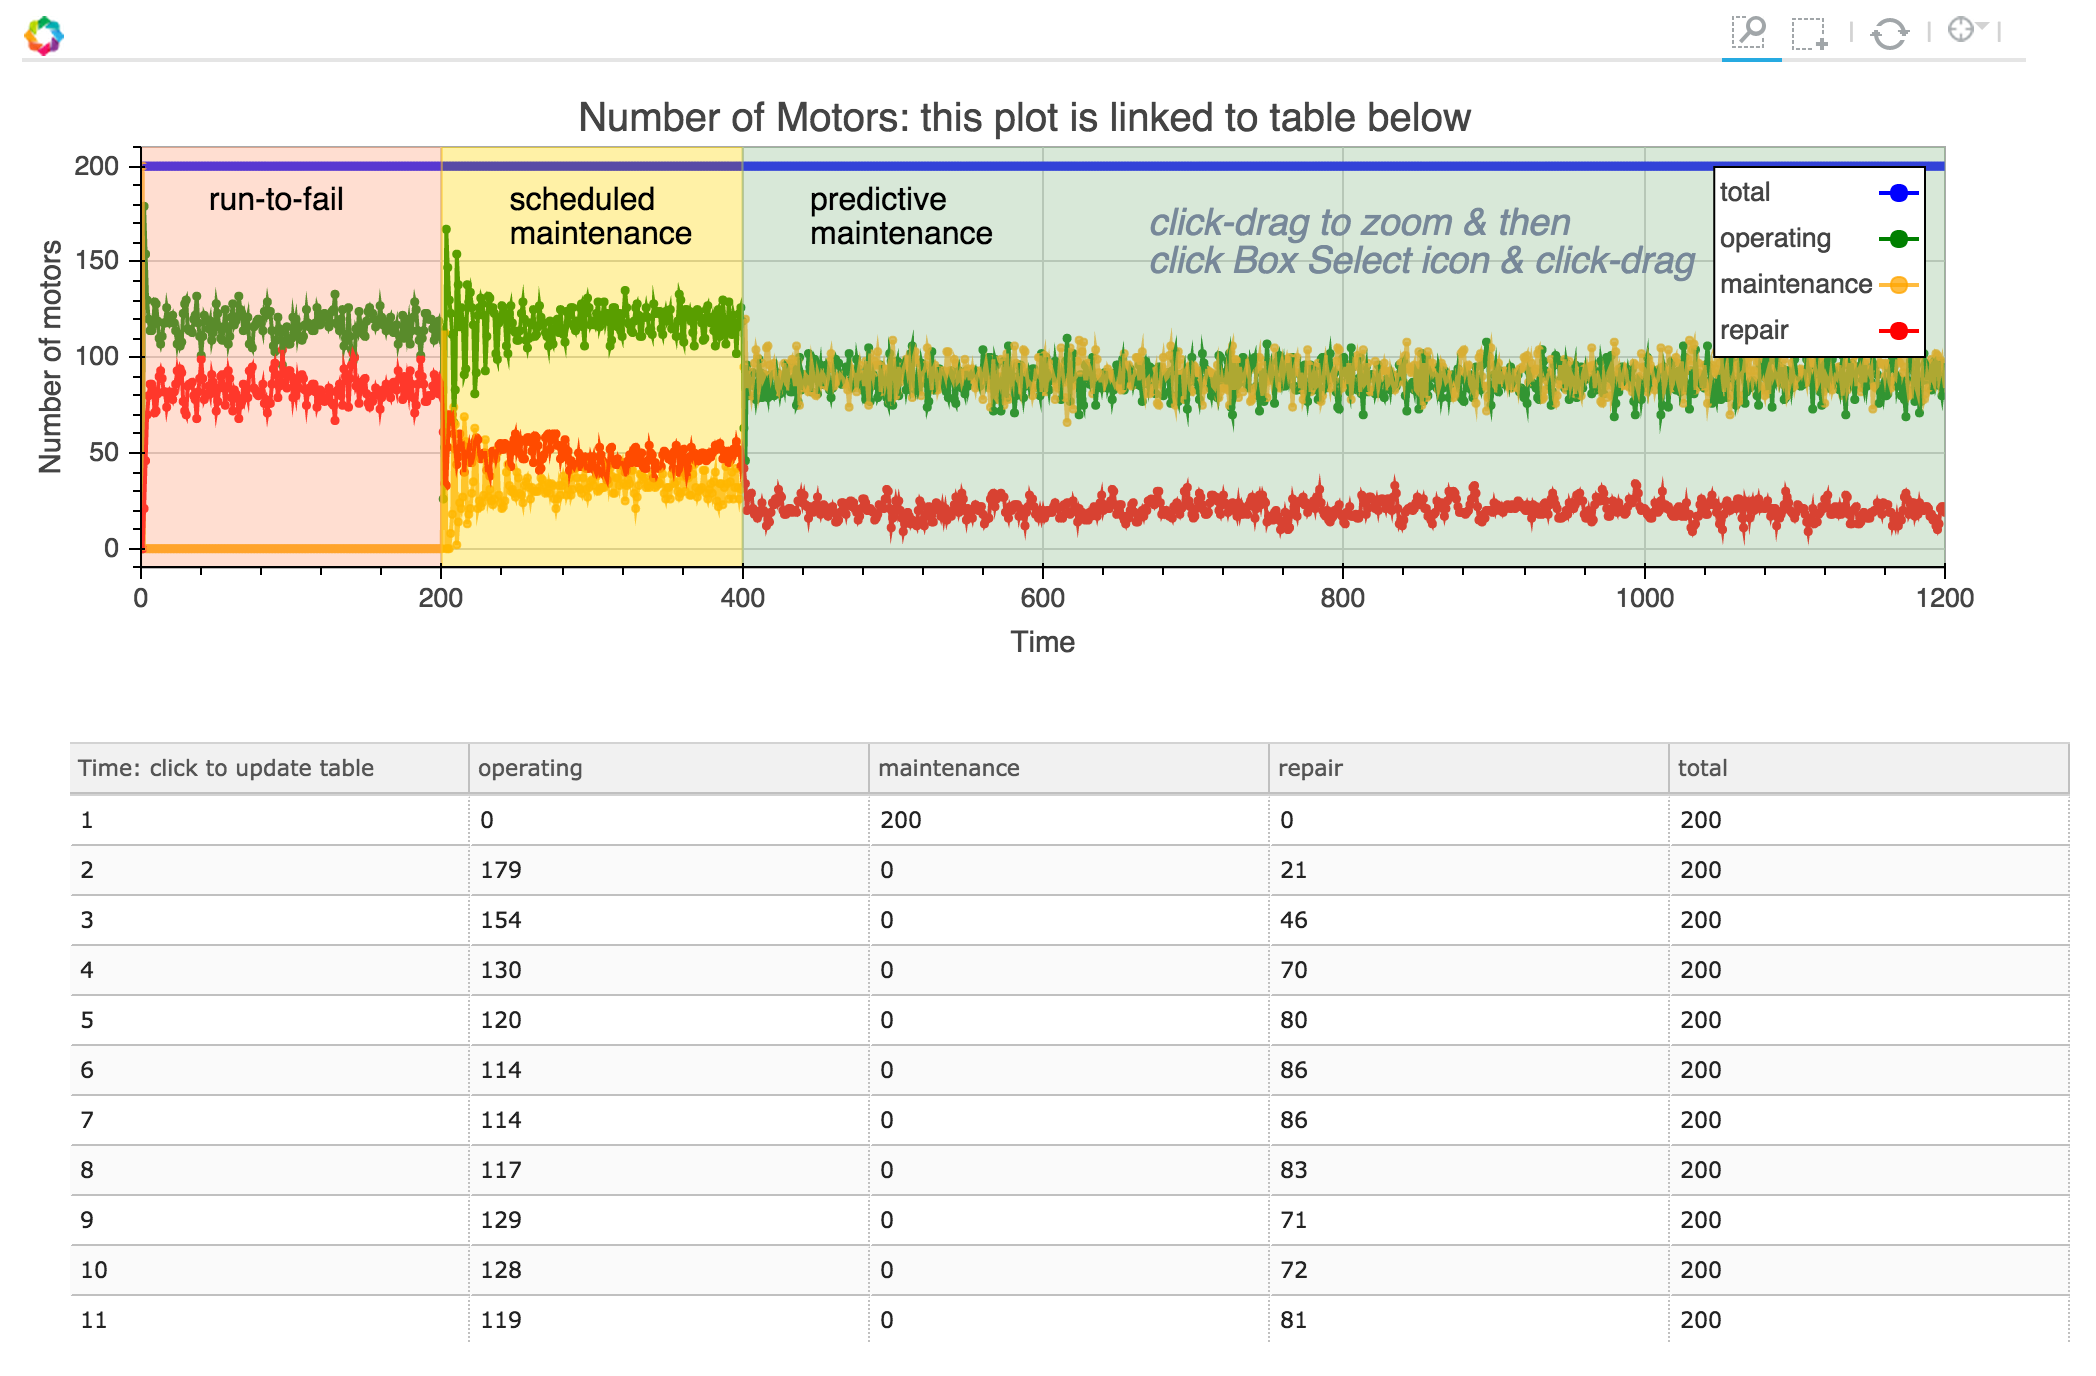 Number of Motors: this plot is linked to table below
Number of motors
200
150
100
50
0
run-to-fail
scheduled
maintenance
predictive
maintenance
click-drag to zoom & then
click Box Select icon & click-drag
total
operating
maintenance
repair
0 200 400 600 800 1000 1200
Time
Time: click to update table operating maintenance repair total
1 0 200 0 200
2 179 0 21 200
3 154 0 46 200
4 130 0 70 200
5 120 0 80 200
6 114 0 86 200
7 114 0 86 200
8 117 0 83 200
9 129 0 71 200
10 128 0 72 200
11 119 0 81 200